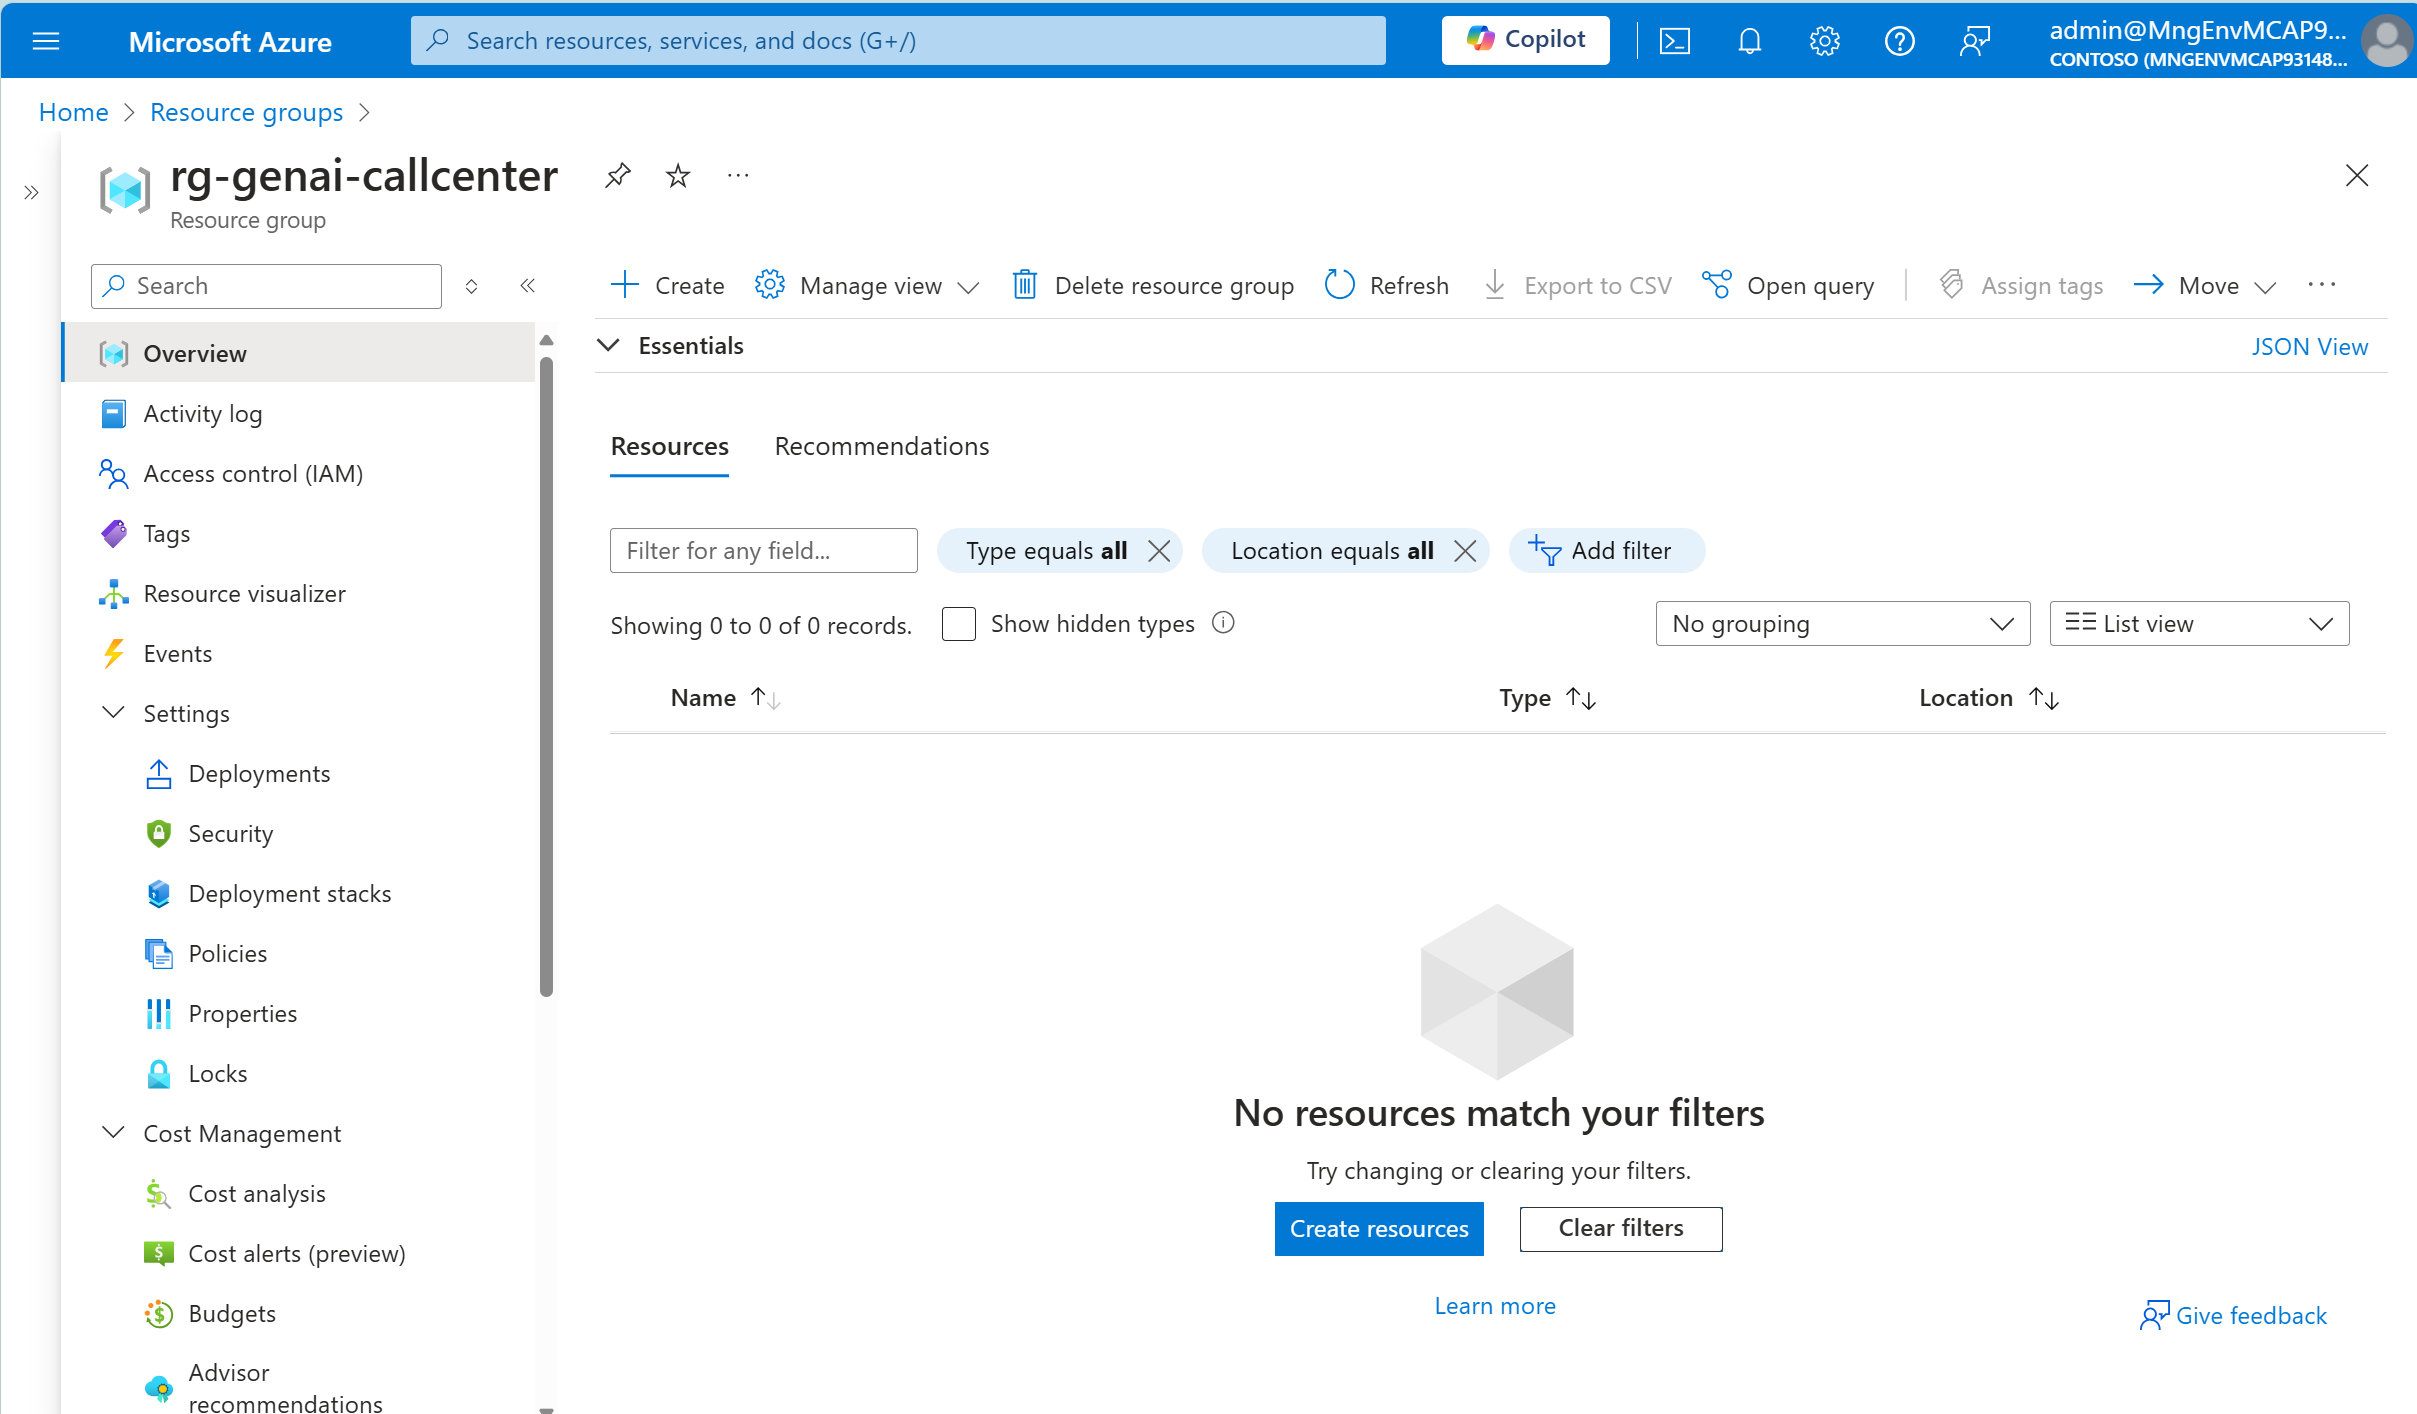 Microsoft Azure
Search resources, services, and docs (G+/)
Copilot
admin@MngEnvMCAP9...
CONTOSO (MNGENVMCAP93148...
Home
Resource groups
rg-genai-callcenter
Resource group
Search
Create
Manage view
Delete resource group
Refresh
Export to CSV
Open query
Assign tags
Move
Essentials
JSON View
Overview
Activity log
Access control (IAM)
Tags
Resource visualizer
Events
Settings
Deployments
Security
Deployment stacks
Policies
Properties
Locks
Cost Management
Cost analysis
Cost alerts (preview)
Budgets
Advisor
recommendations
Resources
Recommendations
Filter for any field...
Type equals all
Location equals all
Add filter
Showing 0 to 0 of 0 records.
Show hidden types
No grouping
List view
Name
Type
Location
No resources match your filters
Try changing or clearing your filters.
Create resources
Clear filters
Learn more
Give feedback